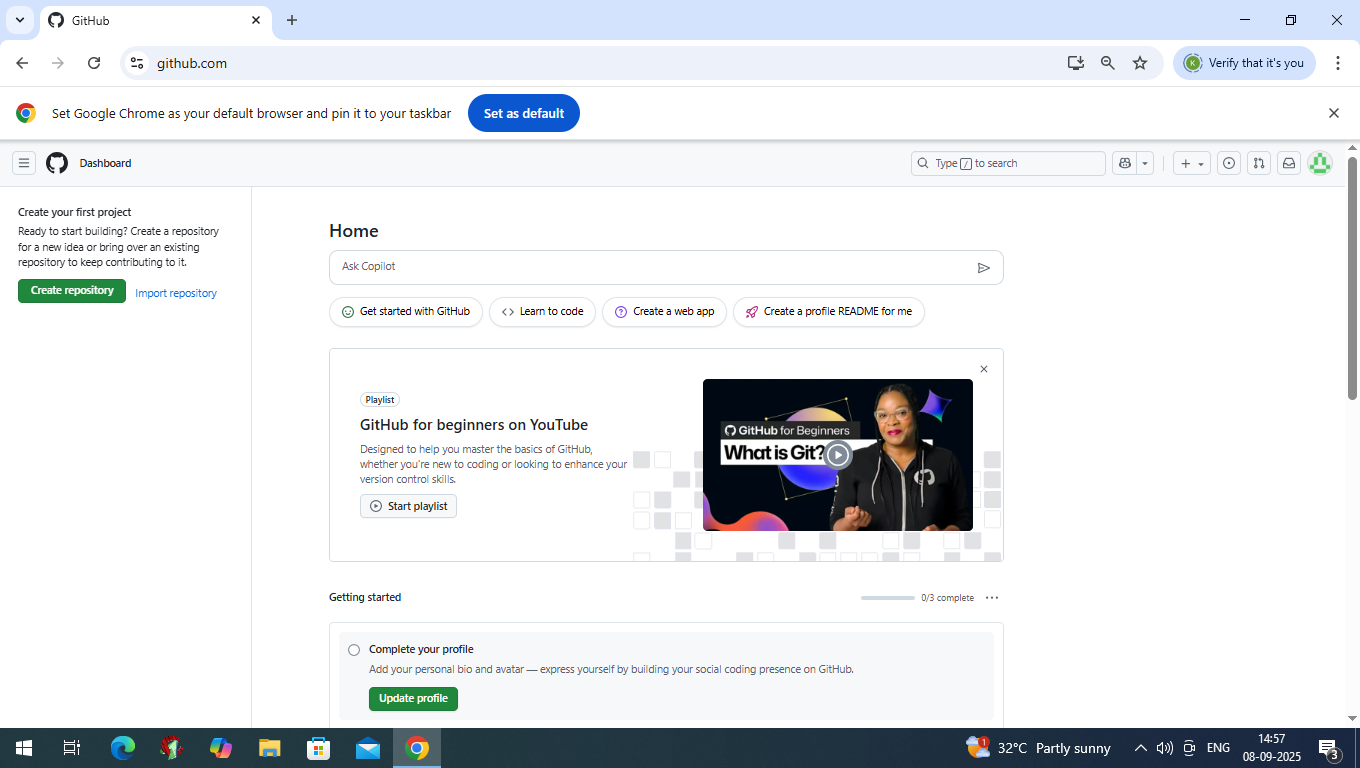 GitHub
github.com
Verify that it's you
K
Set Google Chrome as your default browser and pin it to your taskbar
Set as default
Dashboard
Type / to search
Create your first project
Ready to start building? Create a repository
for a new idea or bring over an existing
repository to keep contributing to it.
Create repository
Import repository
Home
Ask Copilot
Get started with GitHub
Learn to code
Create a web app
Create a profile README for me
Playlist
GitHub for beginners on YouTube
Designed to help you master the basics of GitHub,
whether you're new to coding or looking to enhance your
version control skills.
Start playlist
GitHub for Beginners
What is Git?
Getting started
0/3 complete
Complete your profile
Add your personal bio and avatar — express yourself by building your social coding presence on GitHub.
Update profile
1
32°C Partly sunny
ENG
14:57
08-09-2025
3